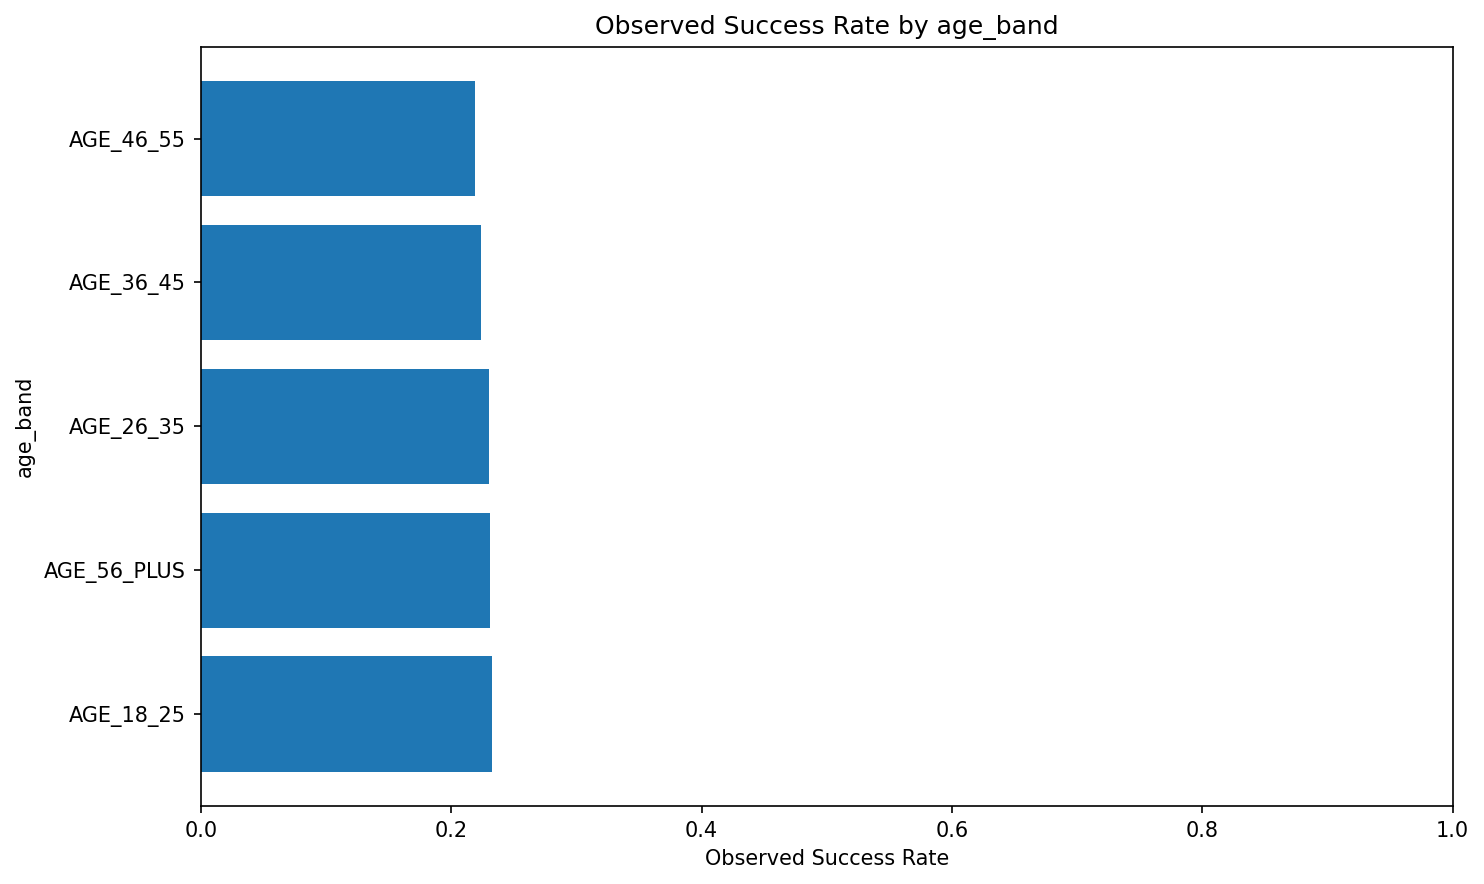 Observed Success Rate by age_band
age_band
AGE_46_55
AGE_36_45
AGE_26_35
AGE_56_PLUS
AGE_18_25
0.0 0.2 0.4 0.6 0.8 1.0
Observed Success Rate